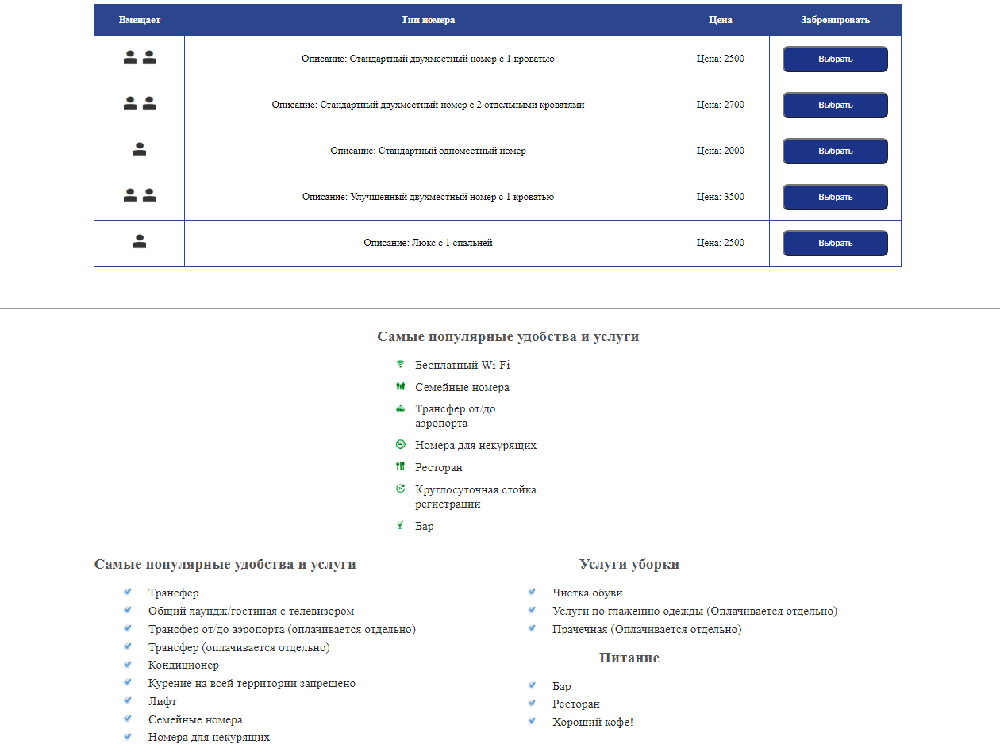 Вмещает Тип номера Цена Забронировать
Описание: Стандартный двухместный номер с 1 кроватью Цена: 2500 Выбрать
Описание: Стандартный двухместный номер с 2 отдельными кроватями Цена: 2700 Выбрать
Описание: Стандартный одноместный номер Цена: 2000 Выбрать
Описание: Улучшенный двухместный номер с 1 кроватью Цена: 3500 Выбрать
Описание: Люкс с 1 спальней Цена: 2500 Выбрать
Самые популярные удобства и услуги
Бесплатный Wi-Fi
Семейные номера
Трансфер от/до
аэропорта
Номера для некурящих
Ресторан
Круглосуточная стойка
регистрации
Бар
Самые популярные удобства и услуги
Трансфер
Общий лаундж/гостиная с телевизором
Трансфер от/до аэропорта (оплачивается отдельно)
Трансфер (оплачивается отдельно)
Кондиционер
Курение на всей территории запрещено
Лифт
Семейные номера
Номера для некурящих
Услуги уборки
Чистка обуви
Услуги по глажению одежды (Оплачивается отдельно)
Прачечная (Оплачивается отдельно)
Питание
Бар
Ресторан
Хороший кофе!